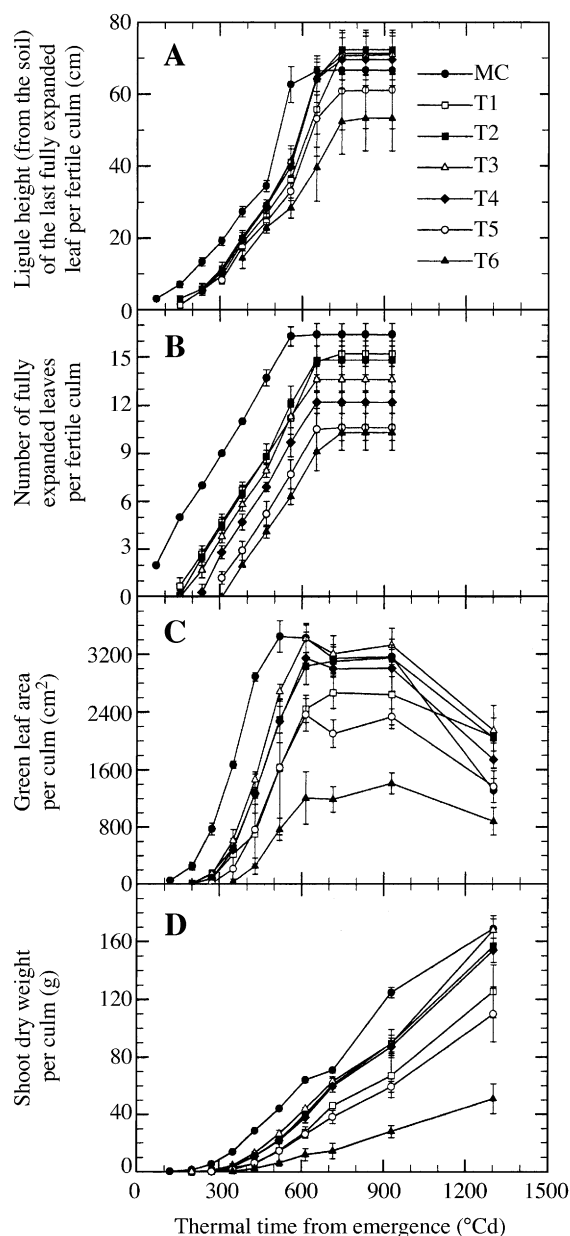 A
Ligule height (from the soil)
of the last fully expanded
leaf per fertile culm (cm)
80
60
40
20
0
MC
T1
T2
T3
T4
T5
T6
B
Number of fully
expanded leaves
per fertile culm
15
12
9
6
3
0
C
Green leaf area
per culm (cm²)
3200
2400
1600
800
0
D
Shoot dry weight
per culm (g)
160
120
80
40
0
0 300 600 900 1200 1500
Thermal time from emergence (°Cd)